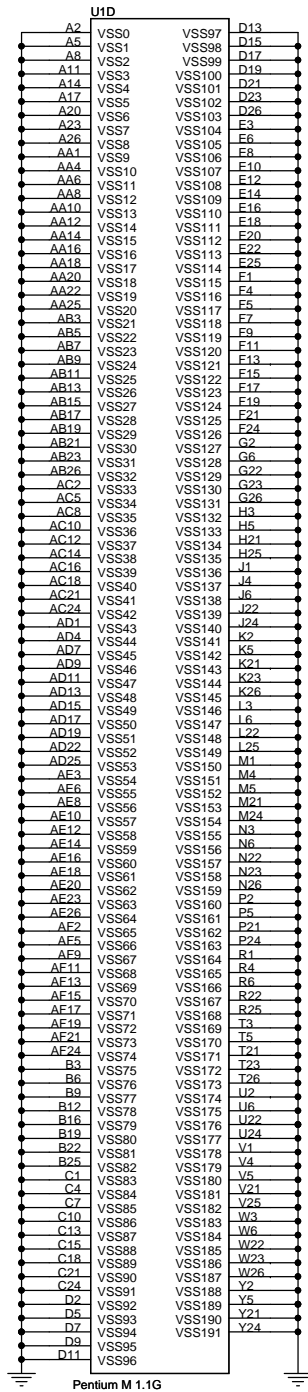 U1D
A2 VSS0 VSS97 D13
A5 VSS1 VSS98 D15
A8 VSS2 VSS99 D17
A11 VSS3 VSS100 D19
A14 VSS4 VSS101 D21
A17 VSS5 VSS102 D23
A20 VSS6 VSS103 D26
A23 VSS7 VSS104 E3
A26 VSS8 VSS105 E6
AA1 VSS9 VSS106 E8
AA4 VSS10 VSS107 E10
AA6 VSS11 VSS108 E12
AA8 VSS12 VSS109 E14
AA10 VSS13 VSS110 E16
AA12 VSS14 VSS111 E18
AA14 VSS15 VSS112 E20
AA16 VSS16 VSS113 E22
AA18 VSS17 VSS114 E25
AA20 VSS18 VSS115 F1
AA22 VSS19 VSS116 F4
AA25 VSS20 VSS117 F5
AB3 VSS21 VSS118 F7
AB5 VSS22 VSS119 F9
AB7 VSS23 VSS120 F11
AB9 VSS24 VSS121 F13
AB11 VSS25 VSS122 F15
AB13 VSS26 VSS123 F17
AB15 VSS27 VSS124 F19
AB17 VSS28 VSS125 F21
AB19 VSS29 VSS126 F24
AB21 VSS30 VSS127 G2
AB23 VSS31 VSS128 G6
AB26 VSS32 VSS129 G22
AC2 VSS33 VSS130 G23
AC5 VSS34 VSS131 G26
AC8 VSS35 VSS132 H3
AC10 VSS36 VSS133 H5
AC12 VSS37 VSS134 H21
AC14 VSS38 VSS135 H25
AC16 VSS39 VSS136 J1
AC18 VSS40 VSS137 J4
AC21 VSS41 VSS138 J6
AC24 VSS42 VSS139 J22
AD1 VSS43 VSS140 J24
AD4 VSS44 VSS141 K2
AD7 VSS45 VSS142 K5
AD9 VSS46 VSS143 K21
AD11 VSS47 VSS144 K23
AD13 VSS48 VSS145 K26
AD15 VSS49 VSS146 L3
AD17 VSS50 VSS147 L6
AD19 VSS51 VSS148 L22
AD22 VSS52 VSS149 L25
AD25 VSS53 VSS150 M1
AE3 VSS54 VSS151 M4
AE6 VSS55 VSS152 M5
AE8 VSS56 VSS153 M21
AE10 VSS57 VSS154 M24
AE12 VSS58 VSS155 N3
AE14 VSS59 VSS156 N6
AE16 VSS60 VSS157 N22
AE18 VSS61 VSS158 N23
AE20 VSS62 VSS159 N26
AE23 VSS63 VSS160 P2
AE26 VSS64 VSS161 P5
AF2 VSS65 VSS162 P21
AF5 VSS66 VSS163 P24
AF9 VSS67 VSS164 R1
AF11 VSS68 VSS165 R4
AF13 VSS69 VSS166 R6
AF15 VSS70 VSS167 R22
AF17 VSS71 VSS168 R25
AF19 VSS72 VSS169 T3
AF21 VSS73 VSS170 T5
AF24 VSS74 VSS171 T21
B3 VSS75 VSS172 T23
B6 VSS76 VSS173 T26
B9 VSS77 VSS174 U2
B12 VSS78 VSS175 U6
B16 VSS79 VSS176 U22
B19 VSS80 VSS177 U24
B22 VSS81 VSS178 V1
B25 VSS82 VSS179 V4
C1 VSS83 VSS180 V5
C4 VSS84 VSS181 V21
C7 VSS85 VSS182 V25
C10 VSS86 VSS183 W3
C13 VSS87 VSS184 W6
C15 VSS88 VSS185 W22
C18 VSS89 VSS186 W23
C21 VSS90 VSS187 W26
C24 VSS91 VSS188 Y2
D2 VSS92 VSS189 Y5
D5 VSS93 VSS190 Y21
D7 VSS94 VSS191 Y24
D9 VSS95
D11 VSS96
Pentium M 1.1G